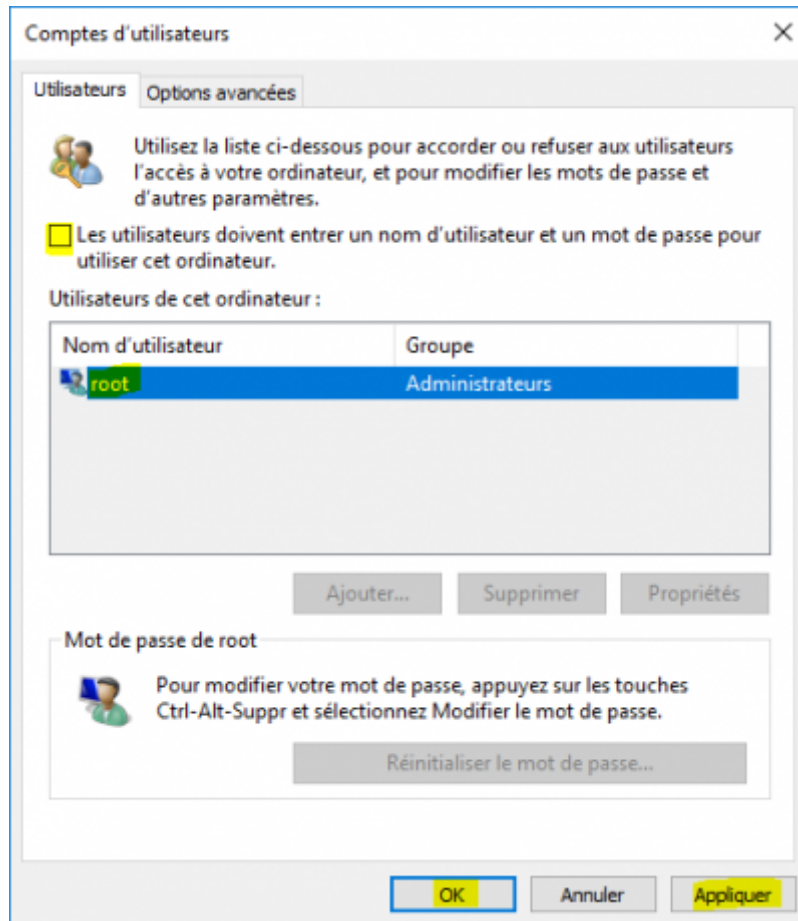 Comptes d'utilisateurs
Utilisateurs
Options avancées
Utilisez la liste ci-dessous pour accorder ou refuser aux utilisateurs
l'accès à votre ordinateur, et pour modifier les mots de passe et
d'autres paramètres.
Les utilisateurs doivent entrer un nom d'utilisateur et un mot de passe pour
utiliser cet ordinateur.
Utilisateurs de cet ordinateur :
Nom d'utilisateur Groupe
root Administrateurs
Ajouter... Supprimer Propriétés
Mot de passe de root
Pour modifier votre mot de passe, appuyez sur les touches
Ctrl-Alt-Suppr et sélectionnez Modifier le mot de passe.
Réinitialiser le mot de passe...
OK Annuler Appliquer